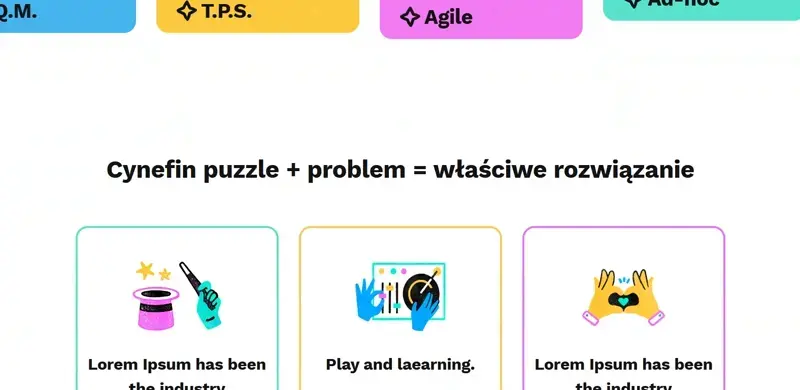 Q.M.
T.P.S.
Agile
Ad-hoc
Cynefin puzzle + problem = właściwe rozwiązanie
Lorem Ipsum has been
the industry
Play and laearning.
Lorem Ipsum has been
the industry